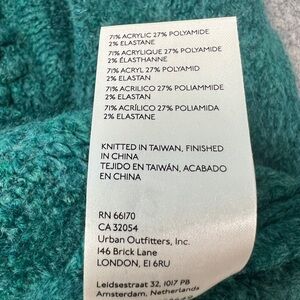 71% ACRYLIC 27% POLYAMIDE
2% ELASTANE
71% ACRYLIQUE 27% POLYAMIDE
2% ÉLASTHANNE
71% ACRYL 27% POLYAMID
2% ELASTAN
71% ACRILICO 27% POLIAMMIDE
2% ELASTAN
71% ACRÍLICO 27% POLIAMIDA
2% ELASTANE
KNITTED IN TAIWAN, FINISHED
IN CHINA
TEJIDO EN TAIWÁN, ACABADO
EN CHINA
RN 66170
CA 32054
Urban Outfitters, Inc.
146 Brick Lane
LONDON, E1 6RU
Leidsestraat 32, 1017 PB
Amsterdam, Netherlands